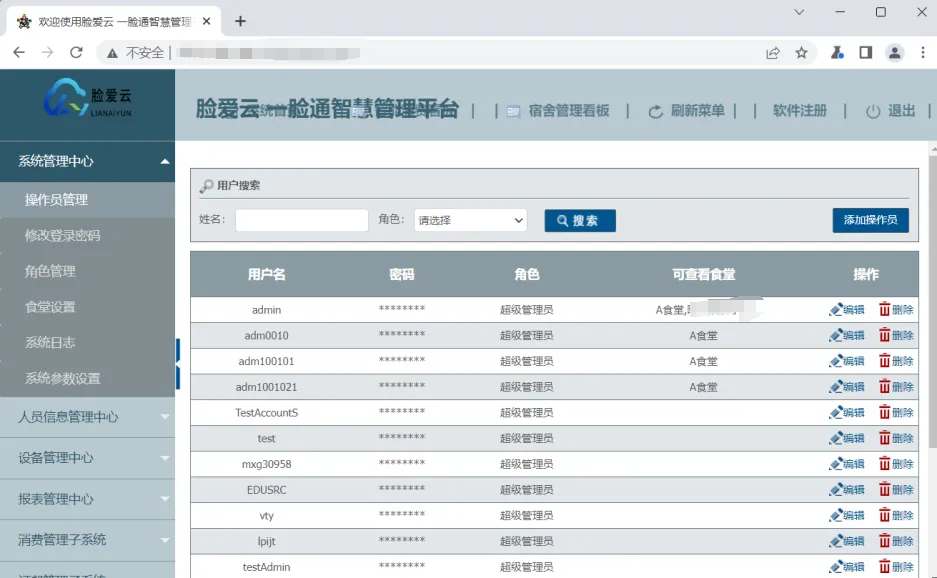 欢迎使用脸爱云 一脸通智慧管理
不安全
脸爱云
LIANAIYUN
脸爱云一脸通智慧管理平台 | | 宿舍管理看板 | 刷新菜单 | | 软件注册 | 退出 |
系统管理中心
操作员管理
修改登录密码
角色管理
食堂设置
系统日志
系统参数设置
人员信息管理中心
设备管理中心
报表管理中心
消费管理子系统
用户搜索
姓名: 角色: 请选择 搜索 添加操作员
用户名 密码 角色 可查看食堂 操作
admin ******** 超级管理员 A食堂, 编辑 删除
adm0010 ******** 超级管理员 A食堂 编辑 删除
adm100101 ******** 超级管理员 A食堂 编辑 删除
adm1001021 ******** 超级管理员 A食堂 编辑 删除
TestAccountS ******** 超级管理员 编辑 删除
test ******** 超级管理员 编辑 删除
mxg30958 ******** 超级管理员 编辑 删除
EDUSRC ******** 超级管理员 编辑 删除
vty ******** 超级管理员 编辑 删除
lpijt ******** 超级管理员 编辑 删除
testAdmin ******** 超级管理员 编辑 删除